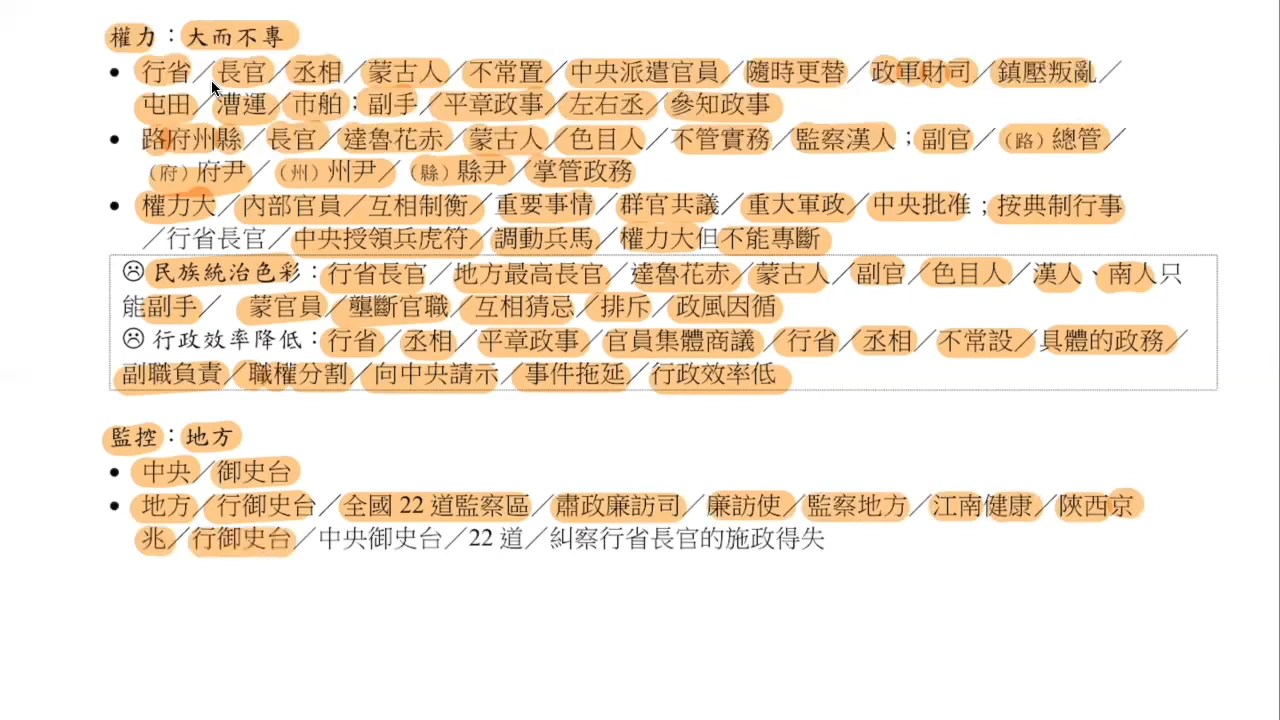 權力：大而不專
• 行省／長官／丞相／蒙古人／不常置／中央派遣官員／隨時更替／政軍財司／鎮壓叛亂／
屯田／漕運／市舶；副手／平章政事／左右丞／參知政事
• 路府州縣／長官／達魯花赤／蒙古人／色目人／不管實務／監察漢人；副官／（路）總管／
（府）府尹／（州）州尹／（縣）縣尹／掌管政務
• 權力大／內部官員／互相制衡／重要事情／群官共議／重大軍政／中央批准；按典制行事
／行省長官／中央授領兵虎符／調動兵馬／權力大但不能專斷
☹ 民族統治色彩：行省長官／地方最高長官／達魯花赤／蒙古人／副官／色目人／漢人、南人只
能副手／ 蒙官員／壟斷官職／互相猜忌／排斥／政風因循
☹ 行政效率降低：行省／丞相／平章政事／官員集體商議／行省／丞相／不常設／具體的政務／
副職負責／職權分割／向中央請示／事件拖延／行政效率低
監控：地方
• 中央／御史台
• 地方／行御史台／全國 22 道監察區／肅政廉訪司／廉訪使／監察地方／江南健康／陝西京
兆／行御史台／中央御史台／22 道／糾察行省長官的施政得失